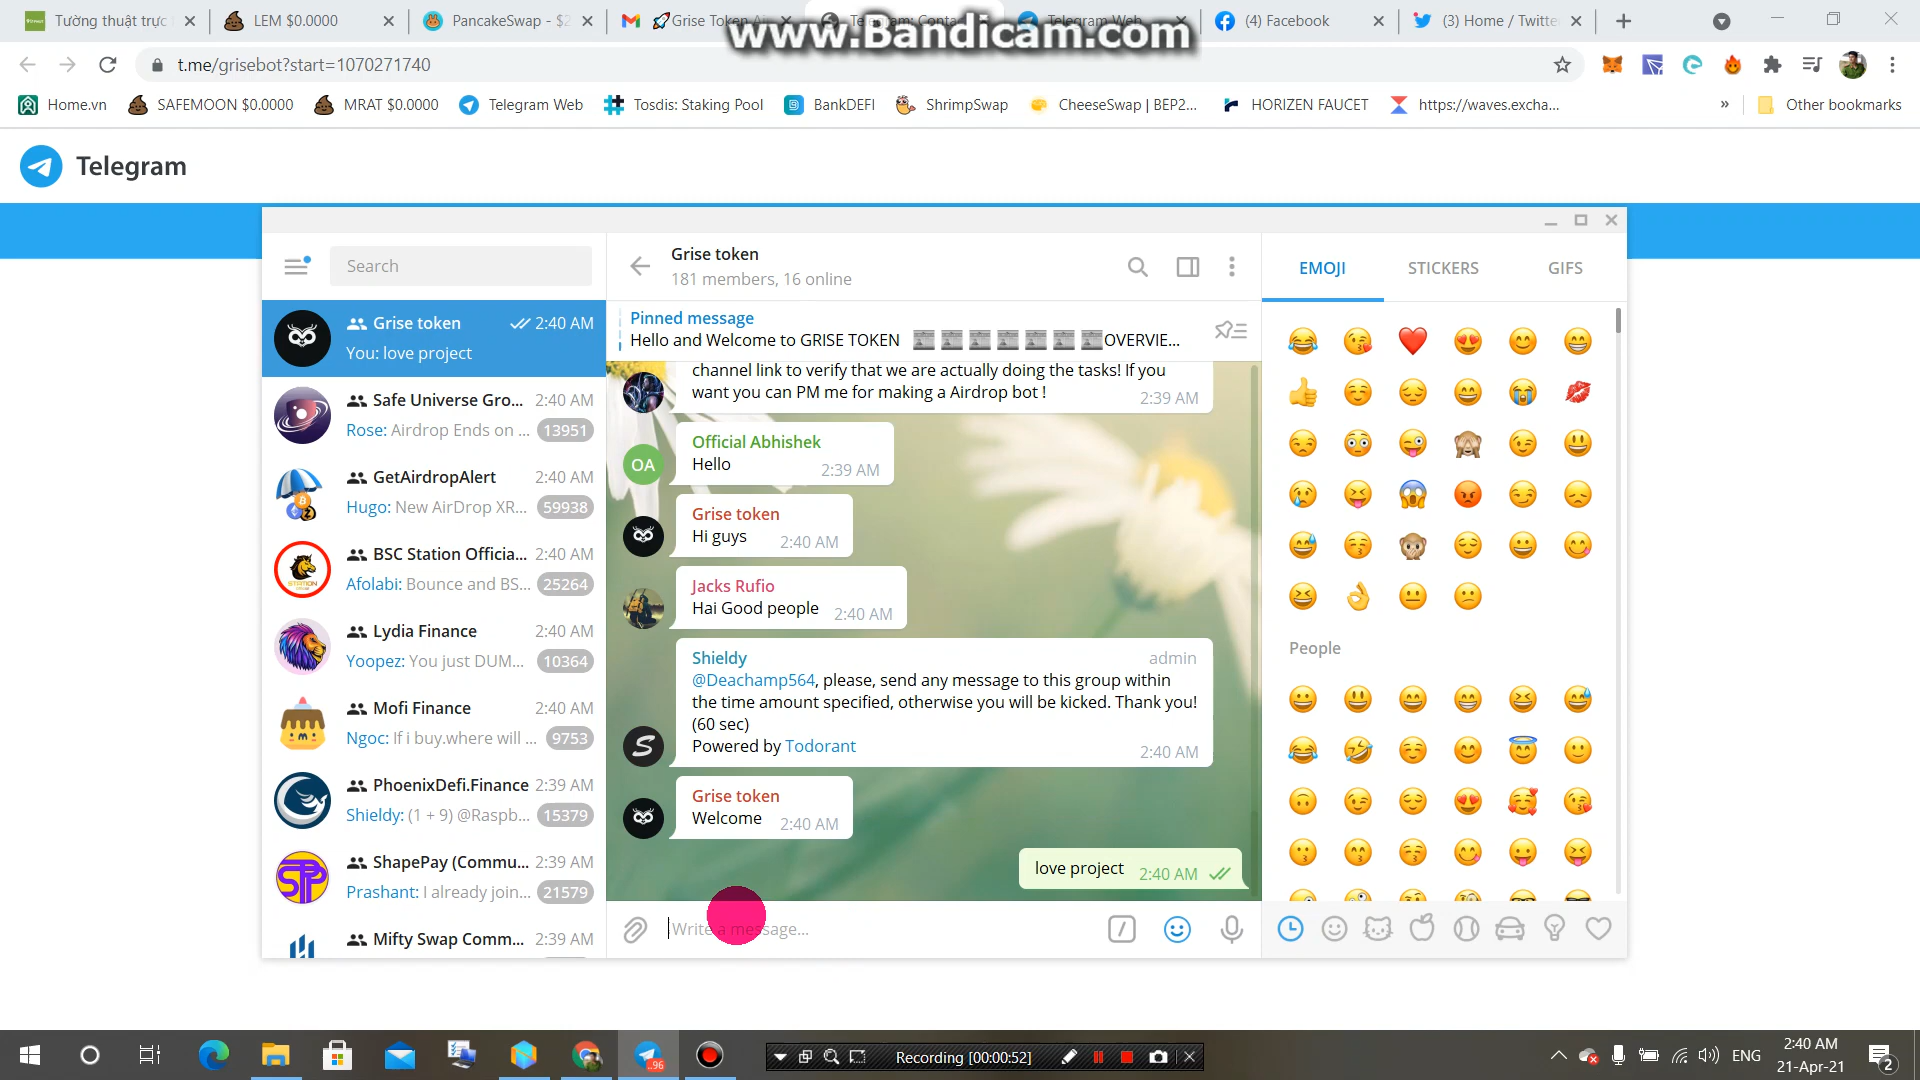 Tường thuật trực
LEM $0.0000
PancakeSwap - $2
Grise Token Air
Telegram: Conta
Telegram Web
(4) Facebook
(3) Home / Twitte
www.Bandicam.com
t.me/grisebot?start=1070271740
Home.vn
SAFEMOON $0.0000
MRAT $0.0000
Telegram Web
Tosdis: Staking Pool
BankDEFI
ShrimpSwap
CheeseSwap | BEP2...
HORIZEN FAUCET
https://waves.excha...
»
Other bookmarks
Telegram
Search
Grise token
2:40 AM
You: love project
Safe Universe Gro...
2:40 AM
Rose: Airdrop Ends on ...
13951
GetAirdropAlert
2:40 AM
Hugo: New AirDrop XR...
59938
BSC Station Officia...
2:40 AM
Afolabi: Bounce and BS...
25264
Lydia Finance
2:40 AM
Yoopez: You just DUM...
10364
Mofi Finance
2:40 AM
Ngoc: If i buy.where will ...
9753
PhoenixDefi.Finance
2:39 AM
Shieldy: (1 + 9) @Raspb...
15379
ShapePay (Commu...
2:39 AM
Prashant: I already join...
21579
Mifty Swap Comm...
2:39 AM
Grise token
181 members, 16 online
Pinned message
Hello and Welcome to GRISE TOKEN OVERVIE...
channel link to verify that we are actually doing the tasks! If you
want you can PM me for making a Airdrop bot !
2:39 AM
OA
Official Abhishek
Hello
2:39 AM
Grise token
Hi guys
2:40 AM
Jacks Rufio
Hai Good people
2:40 AM
Shieldy
admin
@Deachamp564, please, send any message to this group within
the time amount specified, otherwise you will be kicked. Thank you!
(60 sec)
Powered by Todorant
2:40 AM
Grise token
Welcome
2:40 AM
love project
2:40 AM
Write a message...
EMOJI
STICKERS
GIFS
People
Recording [00:00:52]
..96
ENG
2:40 AM
21-Apr-21
2